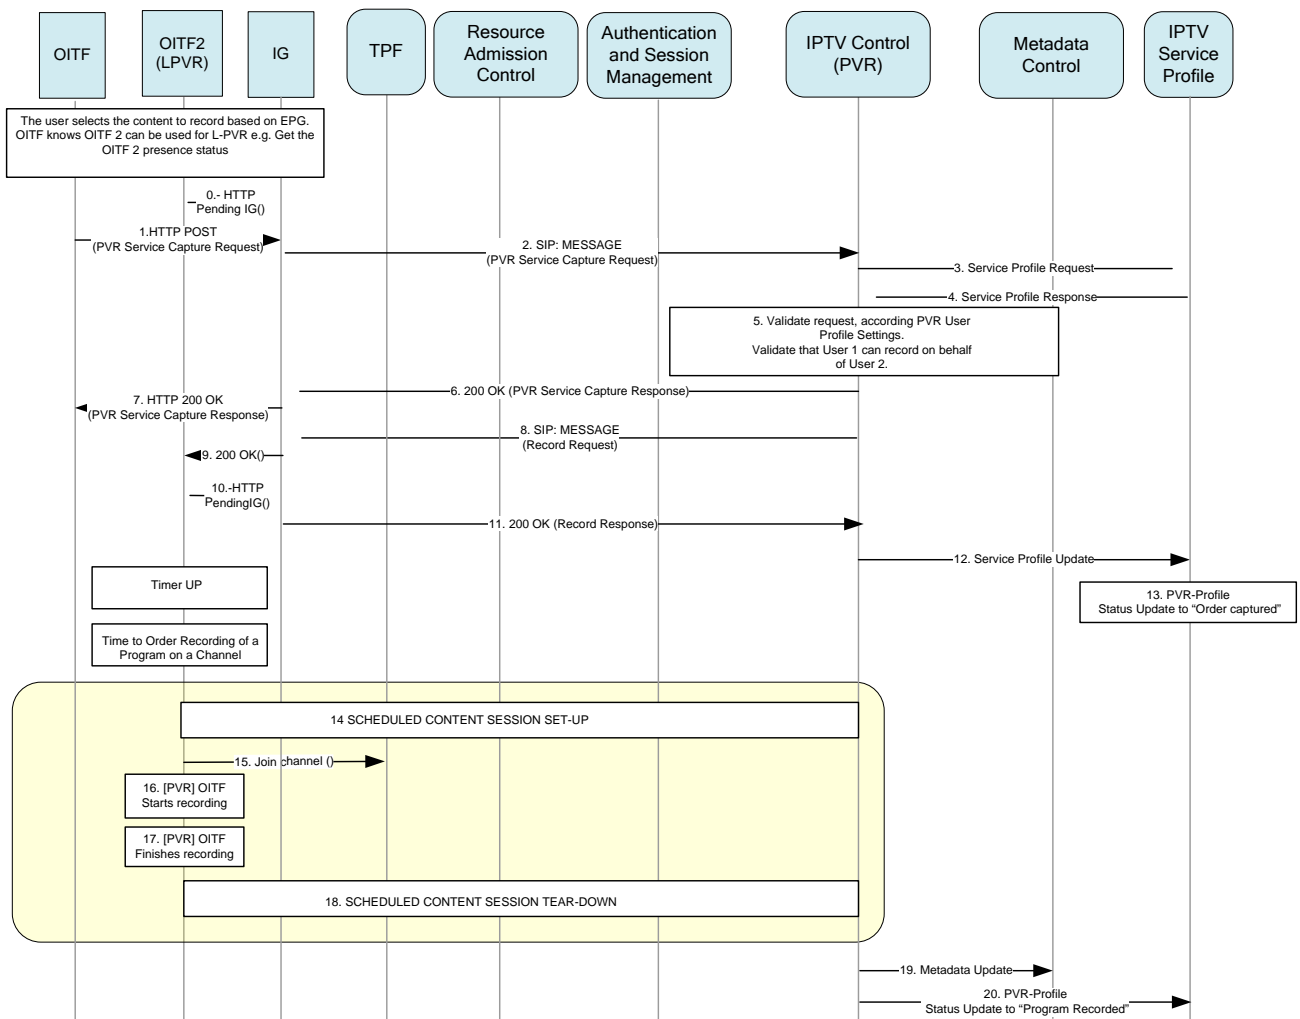 OITF
OITF2
(LPVR)
IG
TPF
Resource
Admission
Control
Authentication
and Session
Management
IPTV Control
(PVR)
Metadata
Control
IPTV
Service
Profile
The user selects the content to record based on EPG.
OITF knows OITF 2 can be used for L-PVR e.g. Get the
OITF 2 presence status
0.- HTTP
Pending IG()
1.HTTP POST
(PVR Service Capture Request)
2. SIP: MESSAGE
(PVR Service Capture Request)
3. Service Profile Request
4. Service Profile Response
5. Validate request, according PVR User
Profile Settings.
Validate that User 1 can record on behalf
of User 2.
6. 200 OK (PVR Service Capture Response)
7. HTTP 200 OK
(PVR Service Capture Response)
8. SIP: MESSAGE
(Record Request)
9. 200 OK()
10.-HTTP
PendingIG()
11. 200 OK (Record Response)
12. Service Profile Update
Timer UP
13. PVR-Profile
Status Update to “Order captured”
Time to Order Recording of a
Program on a Channel
14 SCHEDULED CONTENT SESSION SET-UP
15. Join channel ()
16. [PVR] OITF
Starts recording
17. [PVR] OITF
Finishes recording
18. SCHEDULED CONTENT SESSION TEAR-DOWN
19. Metadata Update
20. PVR-Profile
Status Update to “Program Recorded”